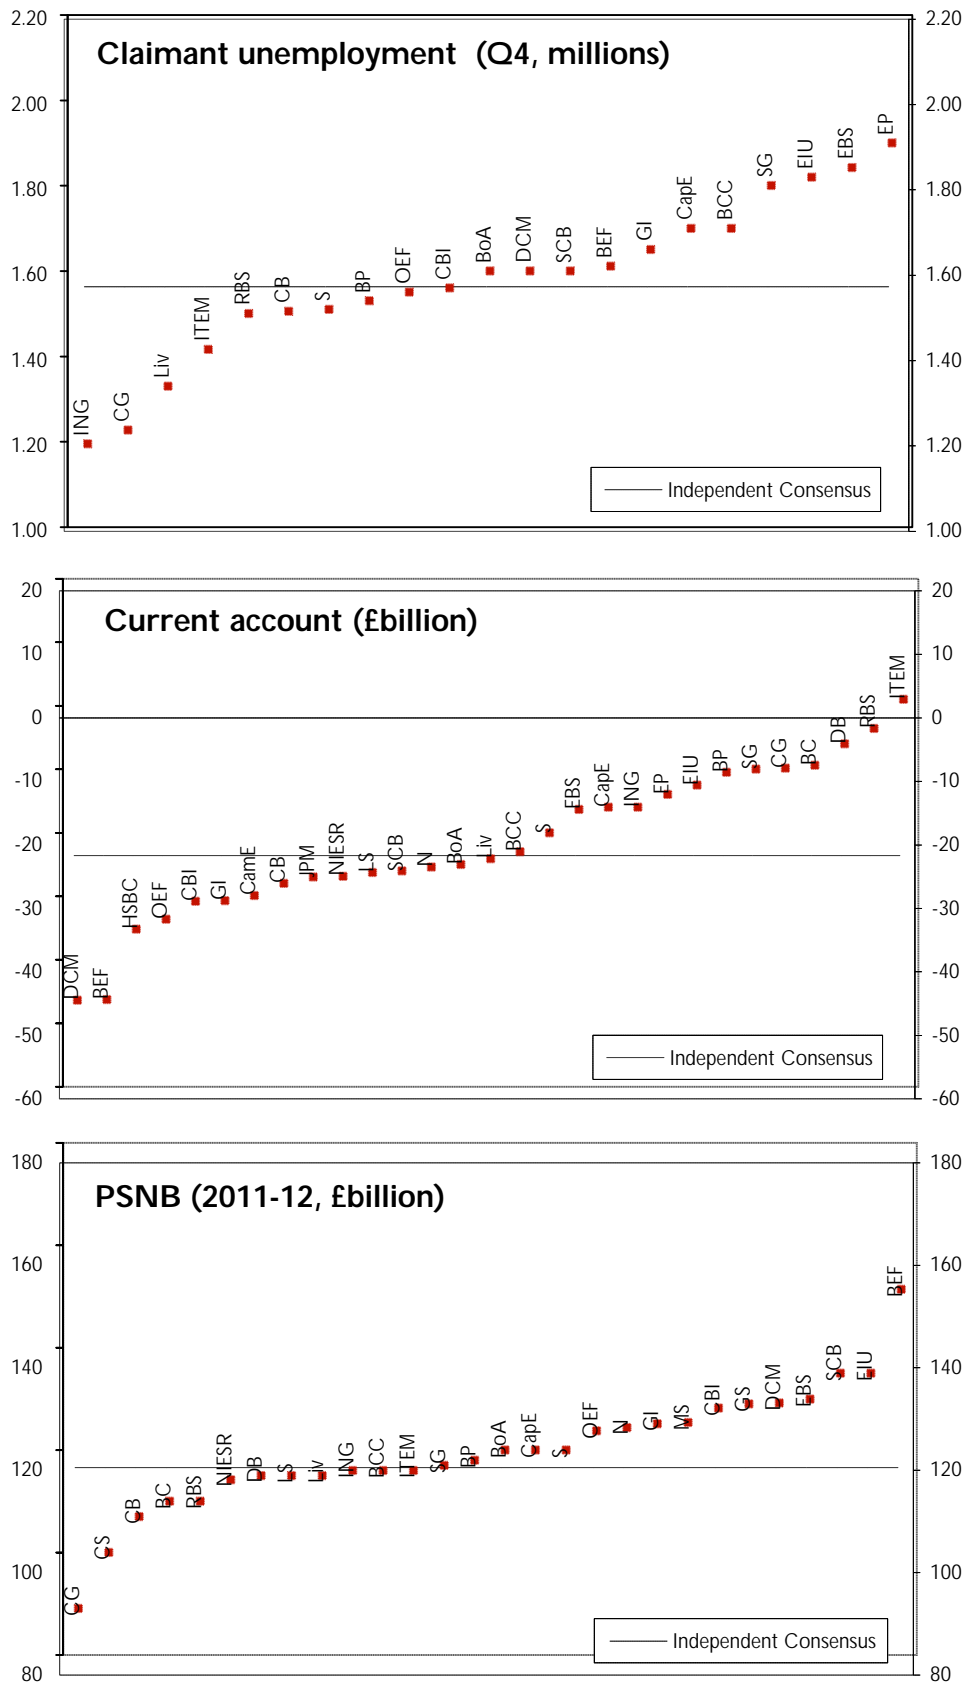 Claimant unemployment (Q4, millions)
2.20
2.00
1.80
1.60
1.40
1.20
1.00
2.20
2.00
1.80
1.60
1.40
1.20
1.00
ING
CG
Liv
ITEM
RBS
CB
S
BP
OEF
CBI
BoA
DCM
SCB
BEF
GI
CapE
BCC
SG
EIU
EBS
EP
Independent Consensus
Current account (£billion)
20
10
0
-10
-20
-30
-40
-50
-60
20
10
0
-10
-20
-30
-40
-50
-60
DCM
BEF
HSBC
OEF
CBI
GI
CamE
CB
JPM
NIESR
LS
SCB
N
BoA
Liv
BCC
S
EBS
CapE
ING
EP
EIU
BP
SG
CG
BC
DB
RBS
ITEM
Independent Consensus
PSNB (2011-12, £billion)
180
160
140
120
100
80
180
160
140
120
100
80
CG
CS
CB
BC
RBS
NIESR
DB
LS
Liv
ING
BCC
ITEM
SG
BP
BoA
CapE
S
OEF
N
GI
MS
CBI
GS
DCM
EBS
SCB
EIU
BEF
Independent Consensus